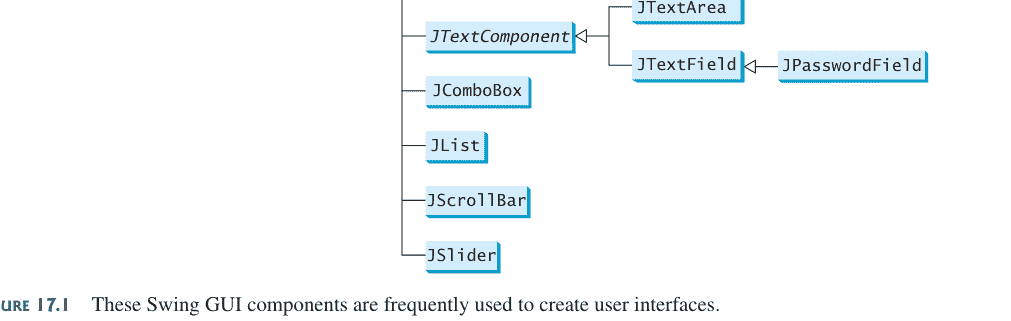 JTextArea
JTextComponent
JTextField JPasswordField
JComboBox
JList
JScrollBar
JSlider
URE 17.1 These Swing GUI components are frequently used to create user interfaces.